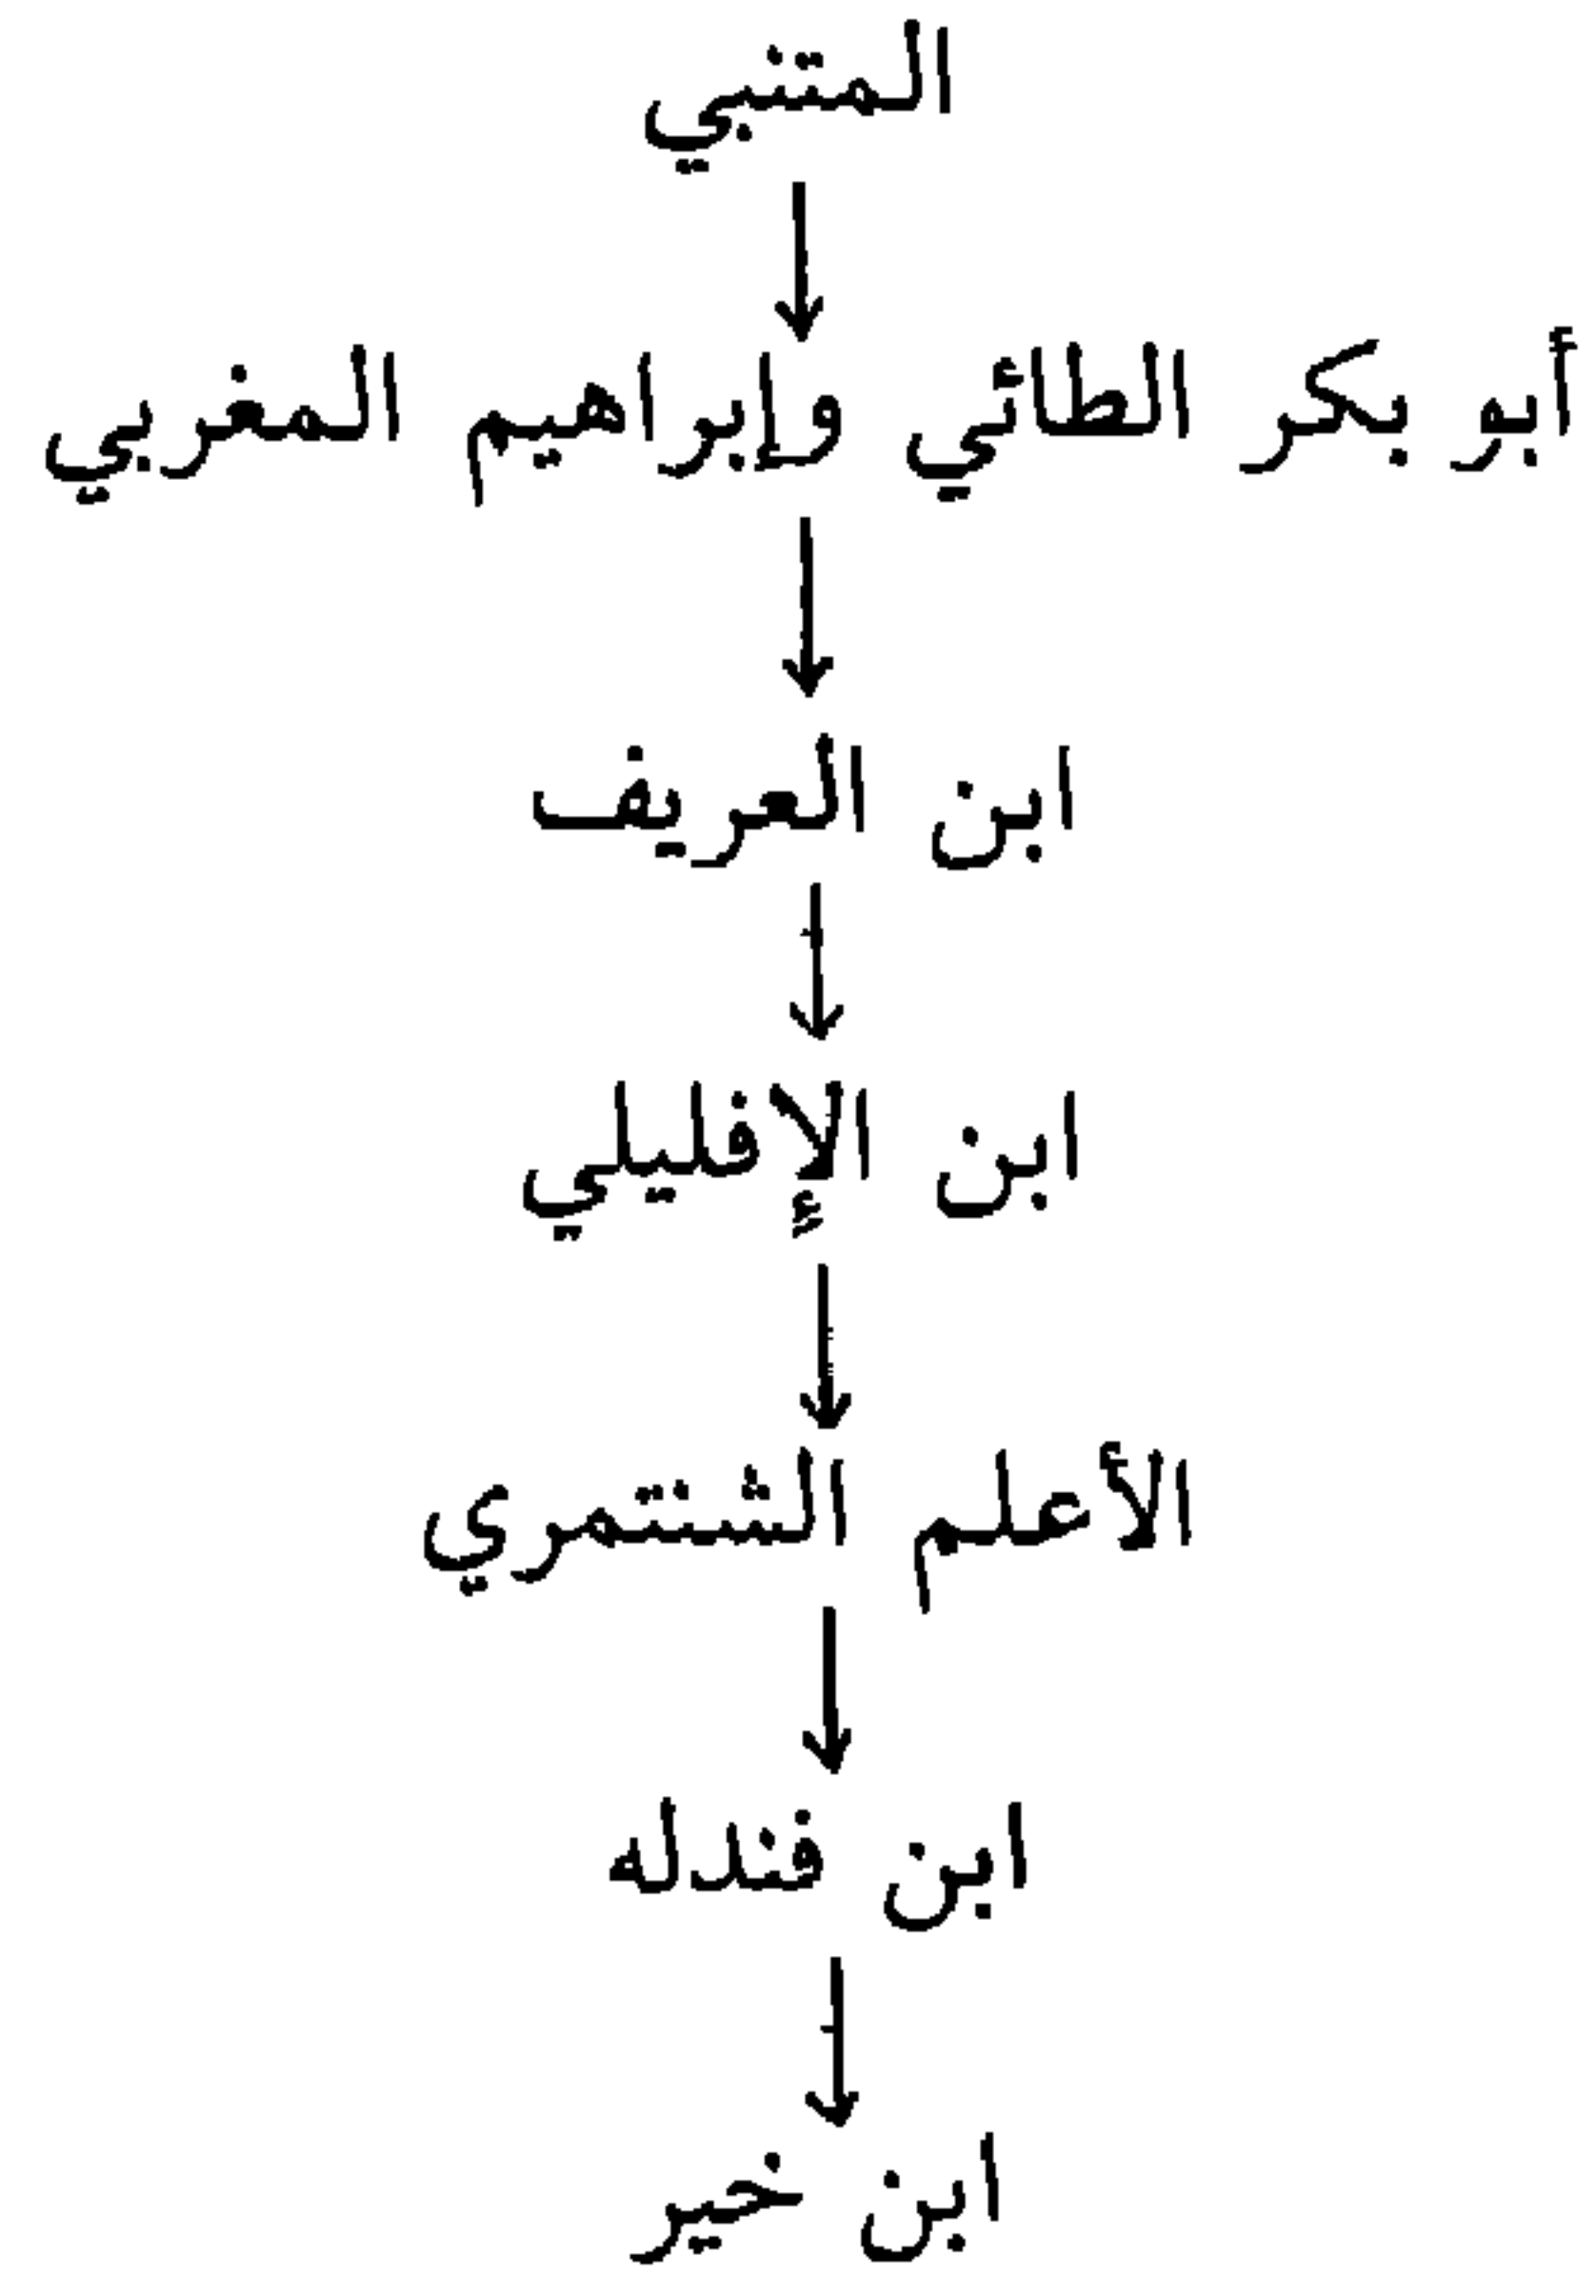 المتنبي
أبو بكر الطائي وإبراهيم المغربي
ابن العريف
ابن الإفليلي
الأعلم الشنتمري
ابن فندله
ابن خير